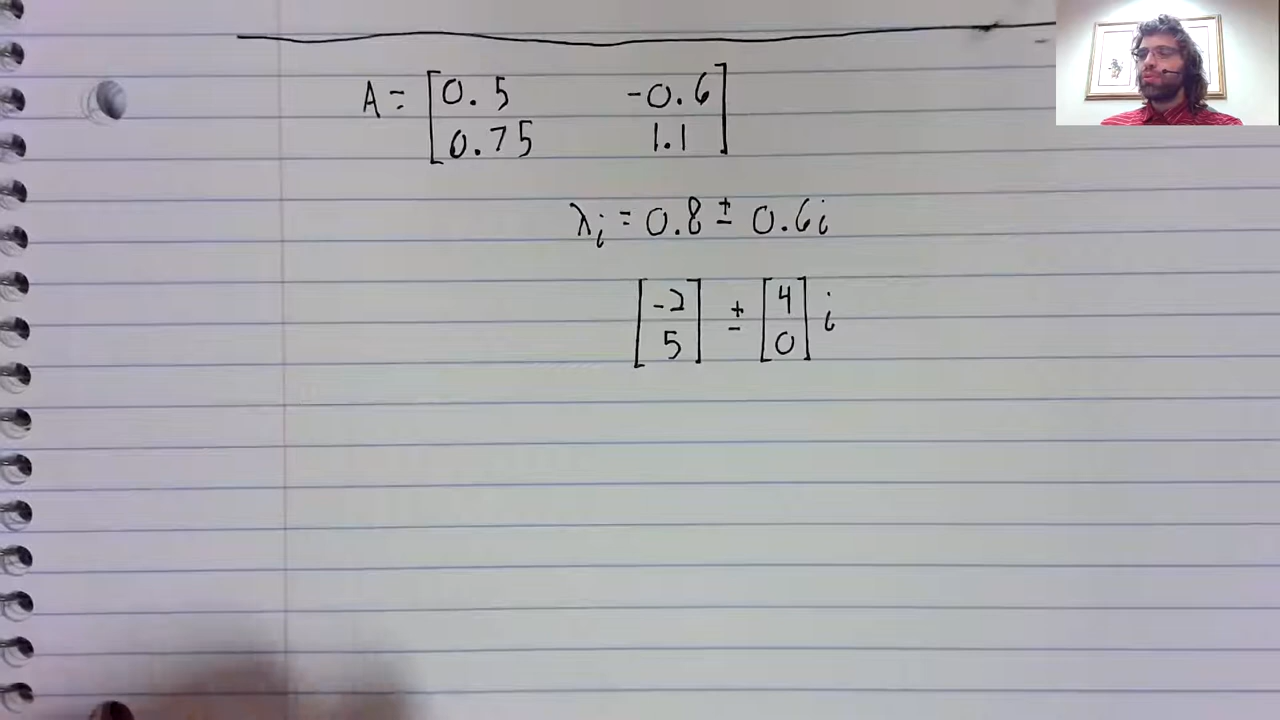 A = [0.5 -0.6
0.75 1.1]
λi = 0.8 ± 0.6i
[-2 5] ± [4 0] i